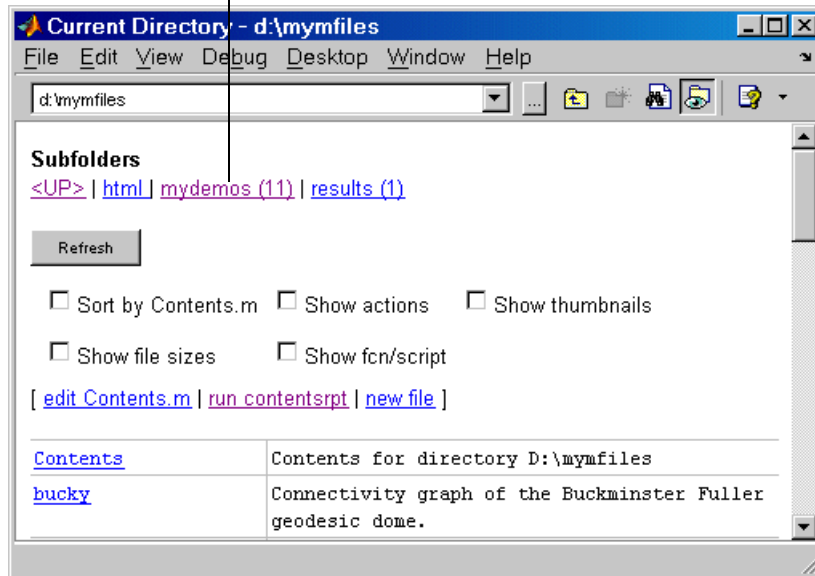 Current Directory - d:\mymfiles
File Edit View Debug Desktop Window Help
d:\mymfiles ...
Subfolders
<UP> | html | mydemos (11) | results (1)
Refresh
Sort by Contents.m Show actions Show thumbnails
Show file sizes Show fcn/script
[ edit Contents.m | run contentsrpt | new file ]
Contents Contents for directory D:\mymfiles
bucky Connectivity graph of the Buckminster Fuller
geodesic dome.